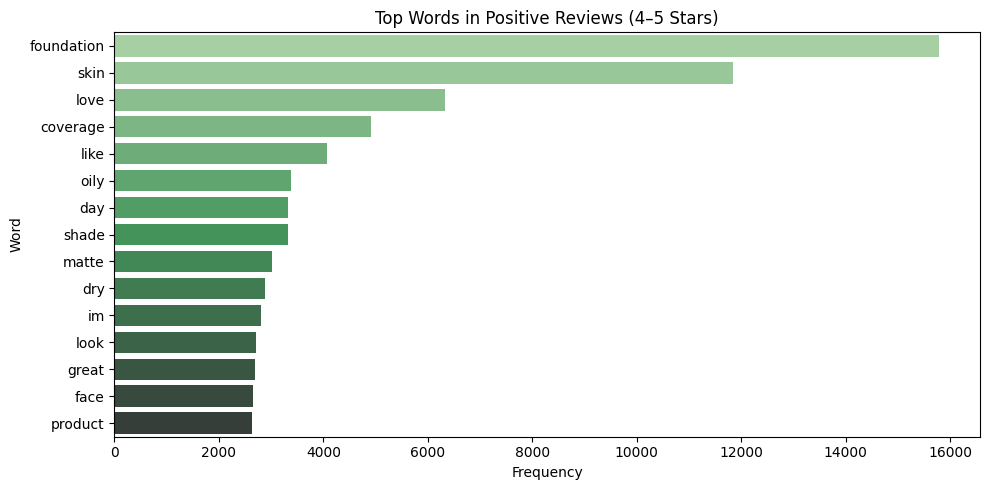 Top Words in Positive Reviews (4–5 Stars)
foundation
skin
love
coverage
like
oily
day
shade
matte
dry
im
look
great
face
product
Word
0 2000 4000 6000 8000 10000 12000 14000 16000
Frequency